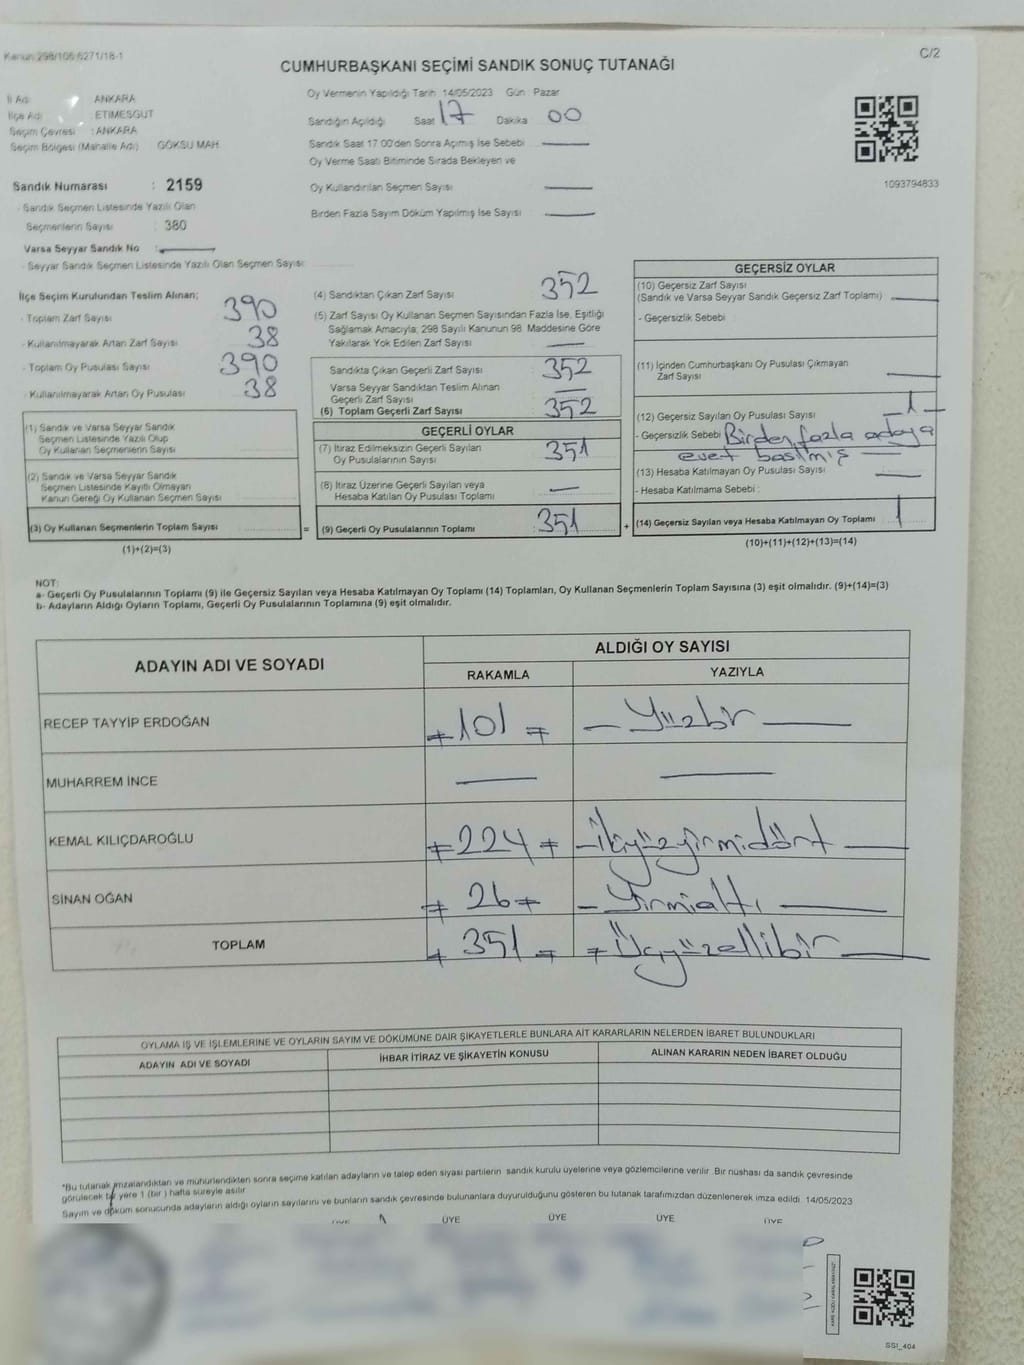 Kanun:298/106:6271/18-1
C/2
CUMHURBAŞKANI SEÇİMİ SANDIK SONUÇ TUTANAĞI
İl Adı : ANKARA
İlçe Adı : ETİMESGUT
Seçim Çevresi : ANKARA
Seçim Bölgesi (Mahalle Adı) GÖKSU MAH.
Sandık Numarası : 2159
- Sandık Seçmen Listesinde Yazılı Olan
Seçmenlerin Sayısı : 380
Varsa Seyyar Sandık No :
- Seyyar Sandık Seçmen Listesinde Yazılı Olan Seçmen Sayısı
Oy Vermenin Yapıldığı Tarih: 14/05/2023 Gün : Pazar
Sandığın Açıldığı Saat 17 Dakika 00
Sandık Saat 17:00'den Sonra Açılmış İse Sebebi
Oy Verme Saati Bitiminde Sırada Bekleyen ve
Oy Kullandırılan Seçmen Sayısı
Birden Fazla Sayım Döküm Yapılmış İse Sayısı
1093794833
İlçe Seçim Kurulundan Teslim Alınan;
- Toplam Zarf Sayısı 390
- Kullanılmayarak Artan Zarf Sayısı 38
- Toplam Oy Pusulası Sayısı 390
- Kullanılmayarak Artan Oy Pusulası 38
(1) Sandık ve Varsa Seyyar Sandık
Seçmen Listesinde Yazılı Olup
Oy Kullanan Seçmenlerin Sayısı
(2) Sandık ve Varsa Seyyar Sandık
Seçmen Listesinde Kayıtlı Olmayan
Kanun Gereği Oy Kullanan Seçmen Sayısı
(3) Oy Kullanan Seçmenlerin Toplam Sayısı
(1)+(2)=(3)
(4) Sandıktan Çıkan Zarf Sayısı 352
(5) Zarf Sayısı Oy Kullanan Seçmen Sayısından Fazla İse, Eşitliği
Sağlamak Amacıyla, 298 Sayılı Kanunun 98. Maddesine Göre
Yakılarak Yok Edilen Zarf Sayısı
Sandıkta Çıkan Geçerli Zarf Sayısı 352
Varsa Seyyar Sandıktan Teslim Alınan
Geçerli Zarf Sayısı
(6) Toplam Geçerli Zarf Sayısı 352
GEÇERLİ OYLAR
(7) İtiraz Edilmeksizin Geçerli Sayılan
Oy Pusulalarının Sayısı 351
(8) İtiraz Üzerine Geçerli Sayılan veya
Hesaba Katılan Oy Pusulası Toplamı
= (9) Geçerli Oy Pusulalarının Toplamı 351 +
GEÇERSİZ OYLAR
(10) Geçersiz Zarf Sayısı
(Sandık ve Varsa Seyyar Sandık Geçersiz Zarf Toplamı)
- Geçersizlik Sebebi :
(11) İçinden Cumhurbaşkanı Oy Pusulası Çıkmayan
Zarf Sayısı
(12) Geçersiz Sayılan Oy Pusulası Sayısı 1
- Geçersizlik Sebebi Birden fazla adaya
evet basılmış
(13) Hesaba Katılmayan Oy Pusulası Sayısı
- Hesaba Katılmama Sebebi :
(14) Geçersiz Sayılan veya Hesaba Katılmayan Oy Toplamı 1
(10)+(11)+(12)+(13)=(14)
NOT:
a- Geçerli Oy Pusulalarının Toplamı (9) ile Geçersiz Sayılan veya Hesaba Katılmayan Oy Toplamı (14) Toplamları, Oy Kullanan Seçmenlerin Toplam Sayısına (3) eşit olmalıdır. (9)+(14)=(3)
b- Adayların Aldığı Oyların Toplamı, Geçerli Oy Pusulalarının Toplamına (9) eşit olmalıdır.
ADAYIN ADI VE SOYADI
ALDIĞI OY SAYISI
RAKAMLA YAZIYLA
RECEP TAYYİP ERDOĞAN 101 Yüzbir
MUHARREM İNCE
KEMAL KILIÇDAROĞLU 224 İkiyüzyirmidört
SİNAN OĞAN 26 Yirmialtı
TOPLAM 351 Üçyüzellibir
OYLAMA İŞ VE İŞLEMLERİNE VE OYLARIN SAYIM VE DÖKÜMÜNE DAİR ŞİKAYETLERLE BUNLARA AİT KARARLARIN NELERDEN İBARET BULUNDUKLARI
ADAYIN ADI VE SOYADI İHBAR İTİRAZ VE ŞİKAYETİN KONUSU ALINAN KARARIN NEDEN İBARET OLDUĞU
*Bu tutanak imzalandıktan ve mühürlendikten sonra seçime katılan adayların ve talep eden siyasi partilerin sandık kurulu üyelerine veya gözlemcilerine verilir. Bir nüshası da sandık çevresinde
görülecek bir yere 1 (bir) hafta süreyle asılır.
Sayım ve döküm sonucunda adayların aldığı oyların sayılarını ve bunların sandık çevresinde bulunanlara duyurulduğunu gösteren bu tutanak tarafımızdan düzenlenerek imza edildi. 14/05/2023
ÜYE ÜYE ÜYE ÜYE ÜYE
SSI_404